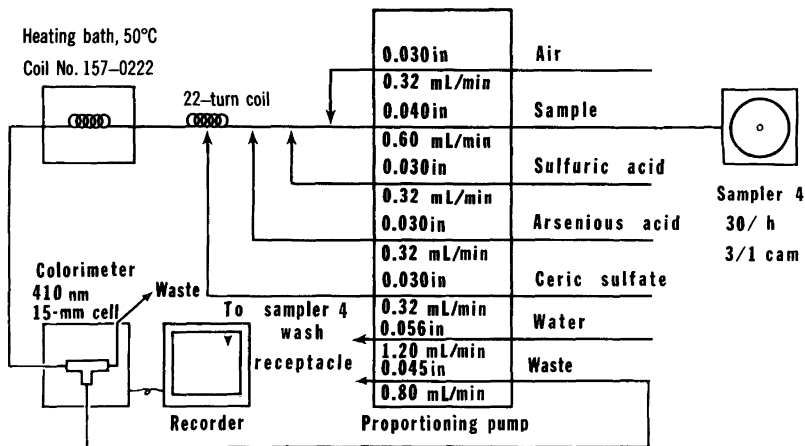 Heating bath, 50°C
Coil No. 157–0222
22–turn coil
0.030in Air
0.32 mL/min
0.040in Sample
0.60 mL/min
0.030in Sulfuric acid
0.32 mL/min
0.030in Arsenious acid
0.32 mL/min
0.030in Ceric sulfate
0.32 mL/min
0.056in Water
1.20 mL/min
0.045in Waste
0.80 mL/min
Sampler 4
30/ h
3/1 cam
Colorimeter
410 nm
15-mm cell
Waste
To sampler 4
wash
receptacle
Recorder
Proportioning pump